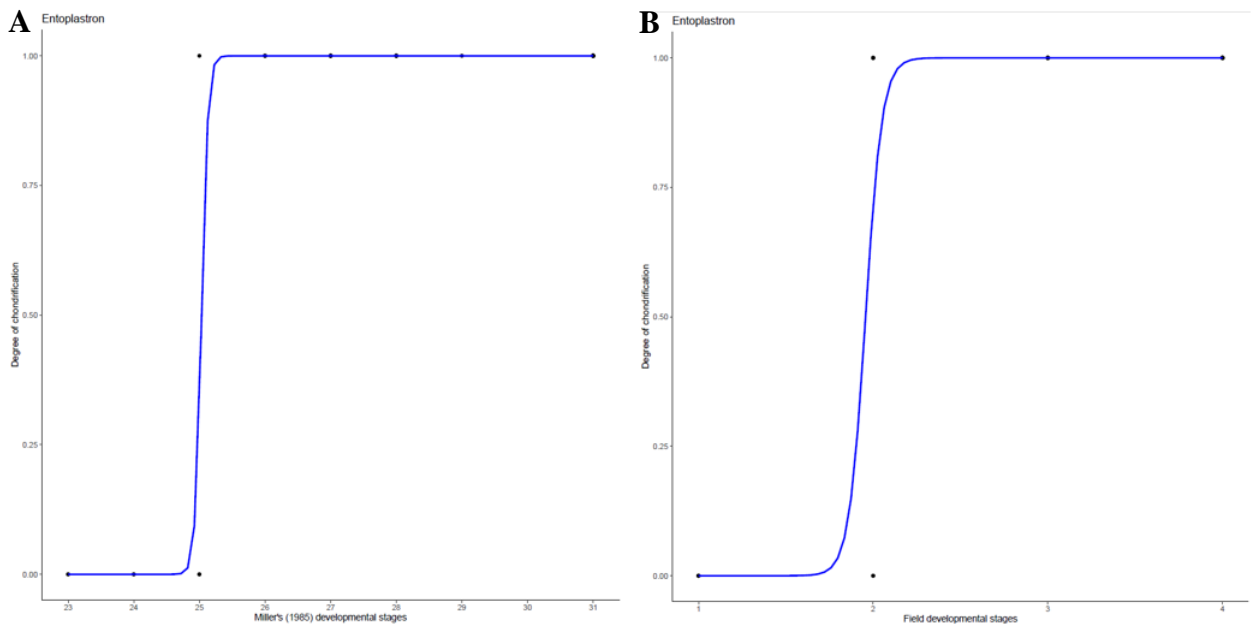 A
Entoplastron
1.00
0.75
0.50
0.25
0.00
Degree of chondrification
23 24 25 26 27 28 29 30 31
Miller's (1985) developmental stages
B
Entoplastron
1.00
0.75
0.50
0.25
0.00
Degree of chondrification
1 2 3 4
Field developmental stages